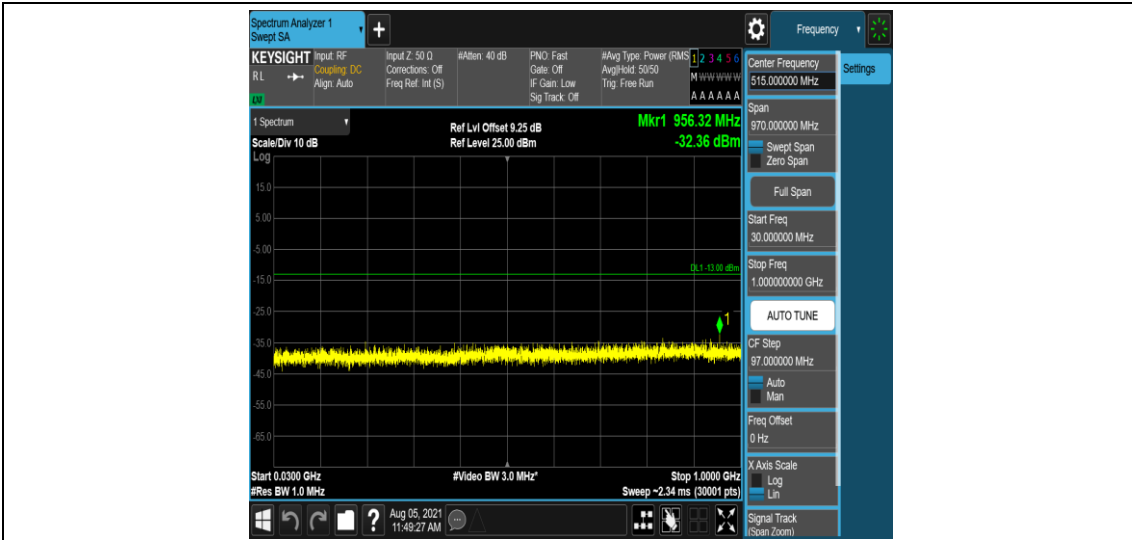 Spectrum Analyzer 1
Swept SA
+
Frequency
KEYSIGHT
RL
LXI
Input: RF
Coupling: DC
Align: Auto
Input Z: 50 Ω
Corrections: Off
Freq Ref: Int (S)
#Atten: 40 dB
PNO: Fast
Gate: Off
IF Gain: Low
Sig Track: Off
#Avg Type: Power (RMS
Avg|Hold: 50/50
Trig: Free Run
1 2 3 4 5 6
M W W W W W
A A A A A A
1 Spectrum
Scale/Div 10 dB
Log
Ref Lvl Offset 9.25 dB
Ref Level 25.00 dBm
Mkr1 956.32 MHz
-32.36 dBm
15.0
5.00
-5.00
DL1 -13.00 dBm
-15.0
-25.0
1
-35.0
-45.0
-55.0
-65.0
Start 0.0300 GHz
#Res BW 1.0 MHz
#Video BW 3.0 MHz*
Stop 1.0000 GHz
Sweep ~2.34 ms (30001 pts)
?
Aug 05, 2021
11:49:27 AM
Center Frequency
515.000000 MHz
Settings
Span
970.000000 MHz
Swept Span
Zero Span
Full Span
Start Freq
30.000000 MHz
Stop Freq
1.000000000 GHz
AUTO TUNE
CF Step
97.000000 MHz
Auto
Man
Freq Offset
0 Hz
X Axis Scale
Log
Lin
Signal Track
(Span Zoom)